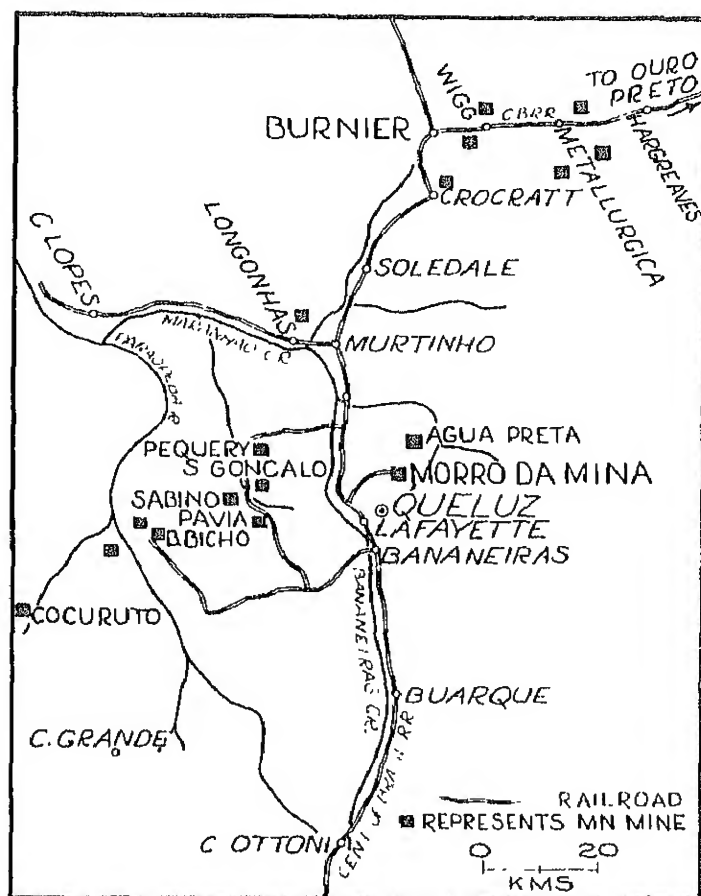 TO OURO
PRETO
WIGG
C.B.R.R.
BURNIER
HARGREAVES
METALLURGICA
CROCRATT
C LOPES
LONGONHAS
SOLEDALE
CR.
MURTINHO
AGUA PRETA
PEQUERY
S GONCALO
MORRO DA MINA
SABINO
QUELUZ
PAVIA
LAFAYETTE
B.BICHO
BANANEIRAS
COCURUTO
BANANEIRAS CR.
BUARQUE
C. GRANDE
RR
RAILROAD
REPRESENTS MN MINE
C OTTONI
0 20
KMS